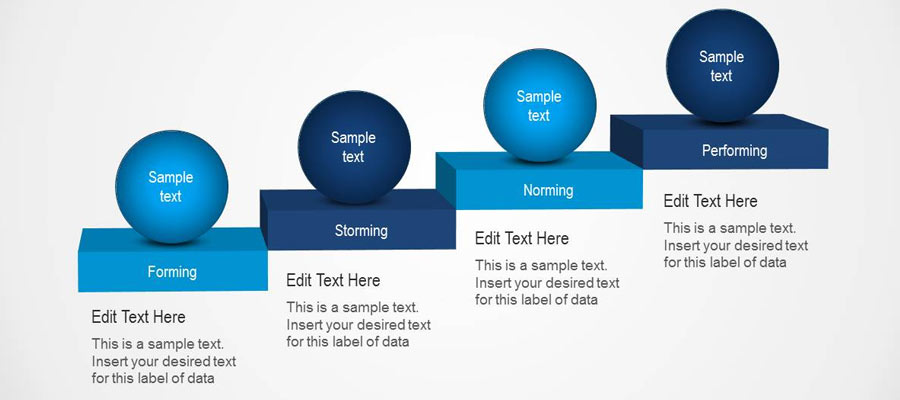 Sample
text
Forming
Edit Text Here
This is a sample text.
Insert your desired text
for this label of data
Sample
text
Storming
Edit Text Here
This is a sample text.
Insert your desired text
for this label of data
Sample
text
Norming
Edit Text Here
This is a sample text.
Insert your desired text
for this label of data
Sample
text
Performing
Edit Text Here
This is a sample text.
Insert your desired text
for this label of data